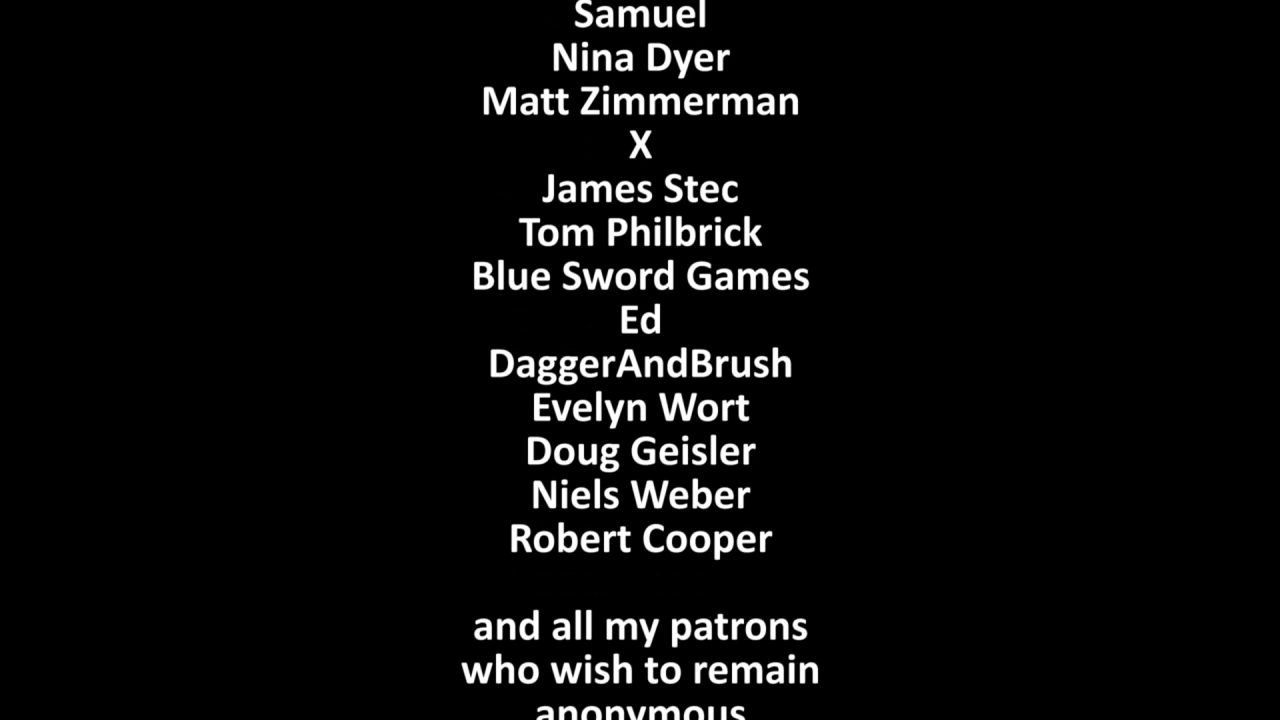 Samuel
Nina Dyer
Matt Zimmerman
X
James Stec
Tom Philbrick
Blue Sword Games
Ed
DaggerAndBrush
Evelyn Wort
Doug Geisler
Niels Weber
Robert Cooper
and all my patrons
who wish to remain
anonymous